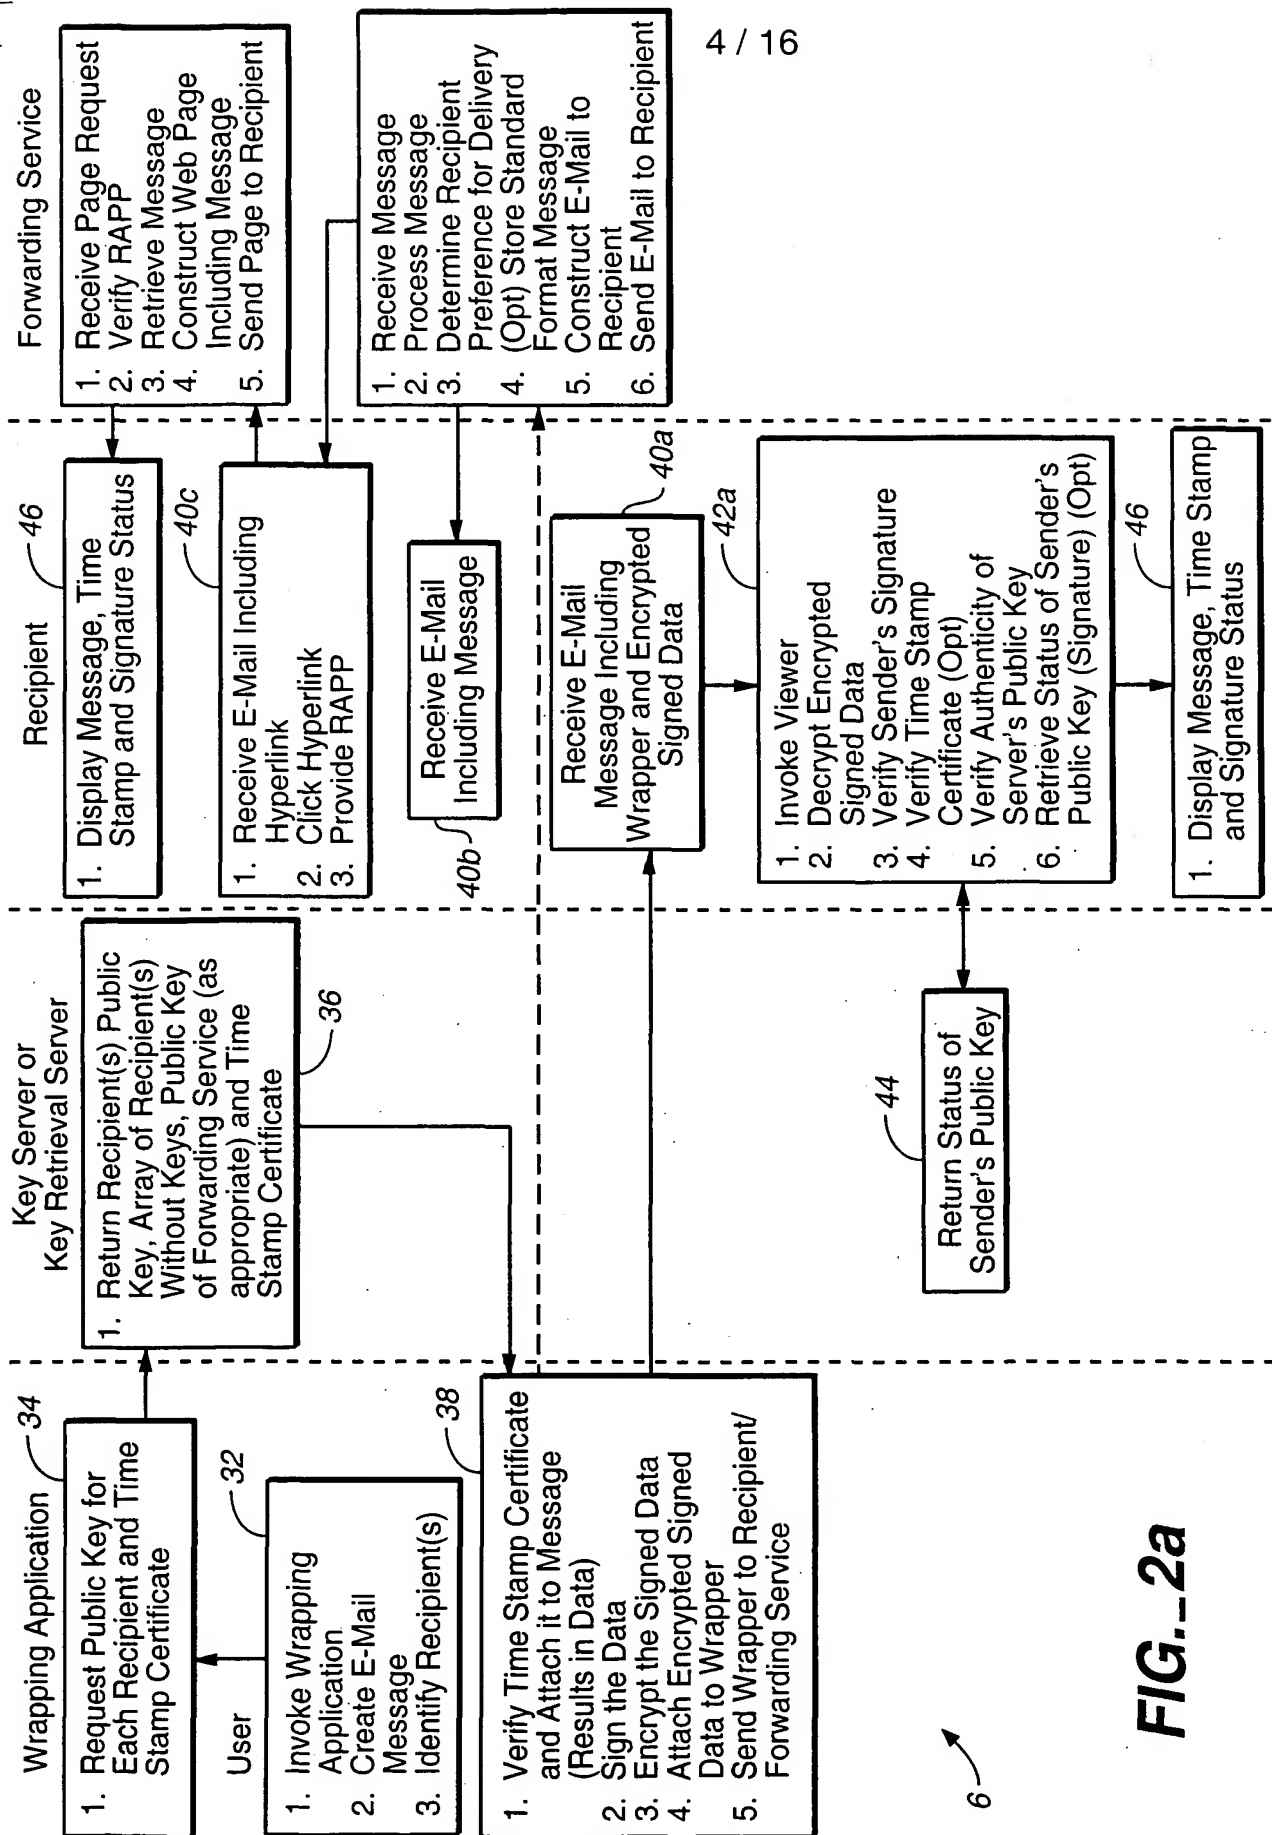 4 / 16
Wrapping Application
34
1. Request Public Key for
Each Recipient and Time
Stamp Certificate
User
32
1. Invoke Wrapping
Application
2. Create E-Mail
Message
3. Identify Recipient(s)
38
1. Verify Time Stamp Certificate
and Attach it to Message
(Results in Data)
2. Sign the Data
3. Encrypt the Signed Data
4. Attach Encrypted Signed
Data to Wrapper
5. Send Wrapper to Recipient/
Forwarding Service
Key Server or
Key Retrieval Server
1. Return Recipient(s) Public
Key, Array of Recipient(s)
Without Keys, Public Key
of Forwarding Service (as
appropriate) and Time
Stamp Certificate
36
44
Return Status of
Sender's Public Key
Recipient
46
1. Display Message, Time
Stamp and Signature Status
40c
1. Receive E-Mail Including
Hyperlink
2. Click Hyperlink
3. Provide RAPP
Receive E-Mail
Including Message
40b
Receive E-Mail
Message Including
Wrapper and Encrypted
Signed Data
40a
42a
1. Invoke Viewer
2. Decrypt Encrypted
Signed Data
3. Verify Sender's Signature
4. Verify Time Stamp
Certificate (Opt)
5. Verify Authenticity of
Server's Public Key
6. Retrieve Status of Sender's
Public Key (Signature) (Opt)
46
1. Display Message, Time Stamp
and Signature Status
Forwarding Service
1. Receive Page Request
2. Verify RAPP
3. Retrieve Message
4. Construct Web Page
Including Message
5. Send Page to Recipient
1. Receive Message
2. Process Message
3. Determine Recipient
Preference for Delivery
4. (Opt) Store Standard
Format Message
5. Construct E-Mail to
Recipient
6. Send E-Mail to Recipient
6
FIG._2a